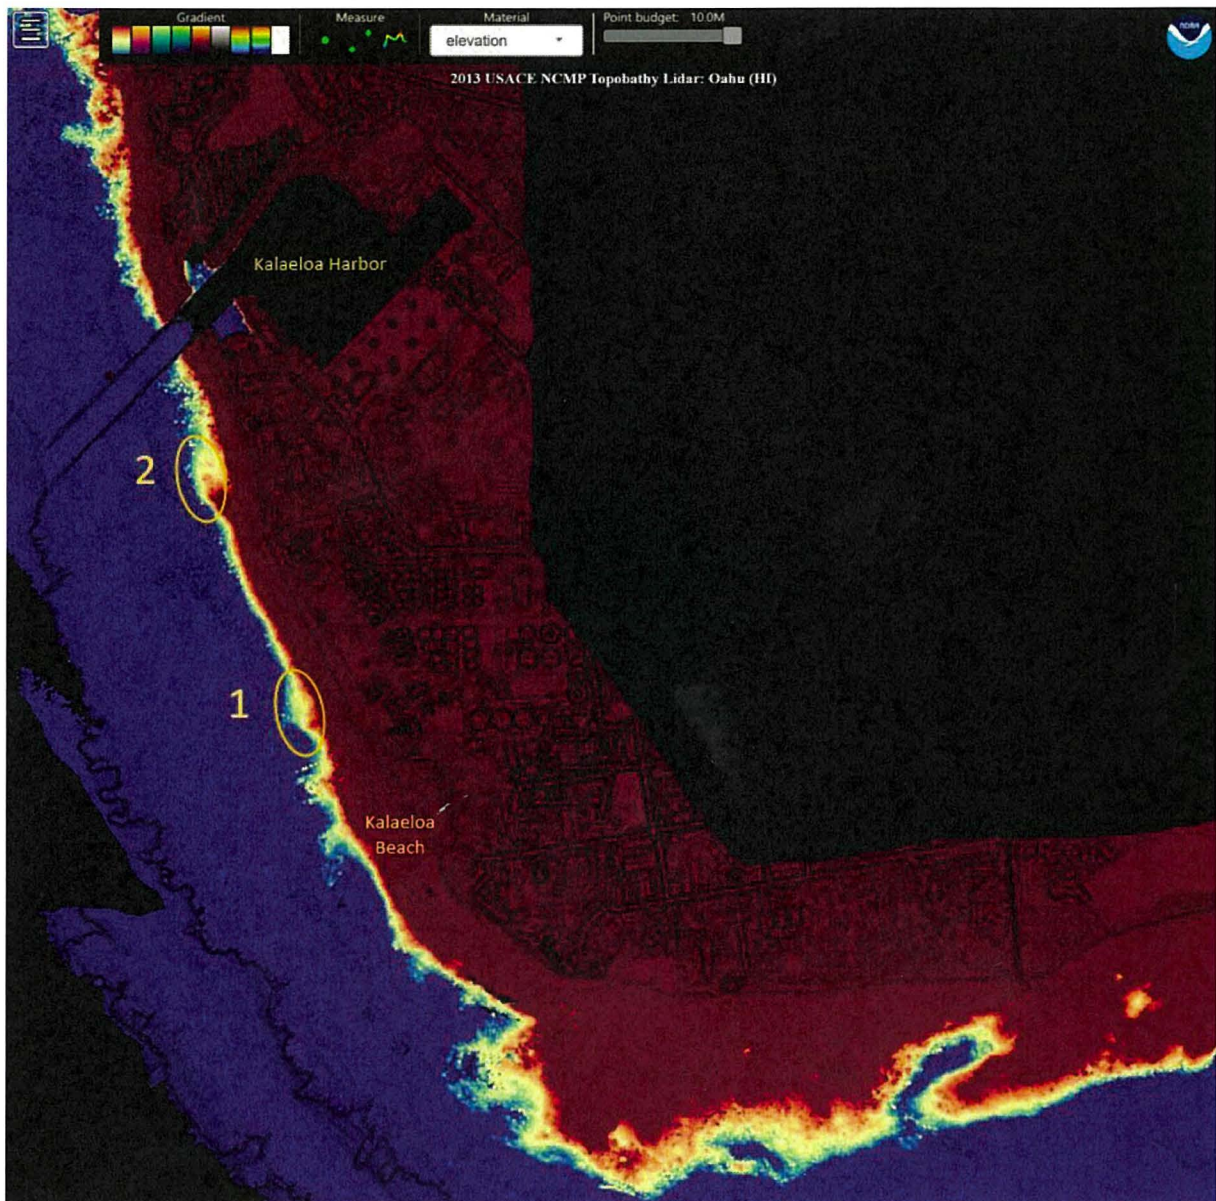 Gradient
Measure
Material
Point budget: 10.0M
elevation
NOAA
2013 USACE NCMP Topobathy Lidar: Oahu (HI)
Kalaeloa Harbor
2
1
Kalaeloa
Beach